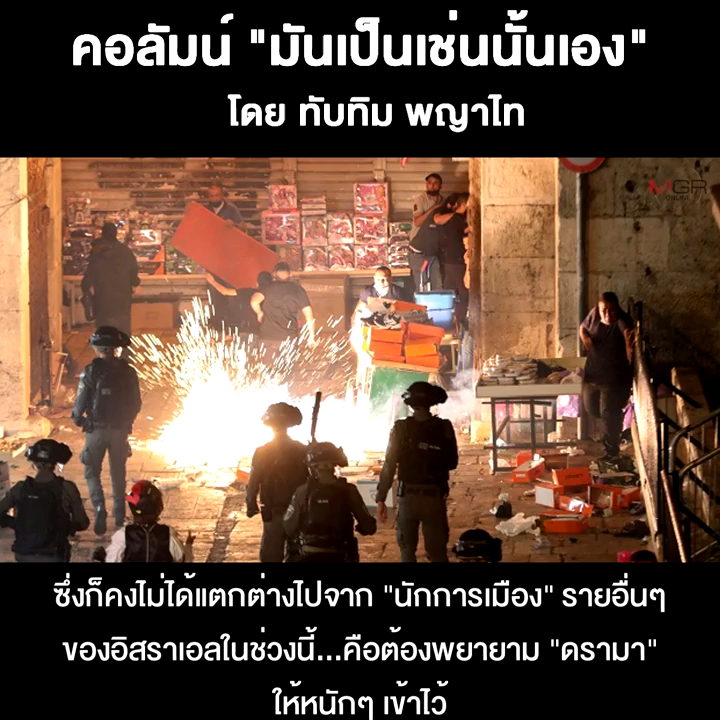 คอลัมน์ "มันเป็นเช่นนั้นเอง"
โดย ทับทิม พญาไท
MGR
ONLINE
ซึ่งก็คงไม่ได้แตกต่างไปจาก "นักการเมือง" รายอื่นๆ
ของอิสราเอลในช่วงนี้...คือต้องพยายาม "ดรามา"
ให้หนักๆ เข้าไว้